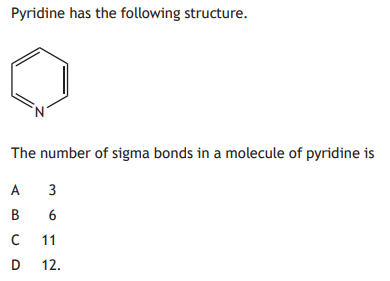 Pyridine has the following structure.
N
The number of sigma bonds in a molecule of pyridine is
A 3
B 6
C 11
D 12.